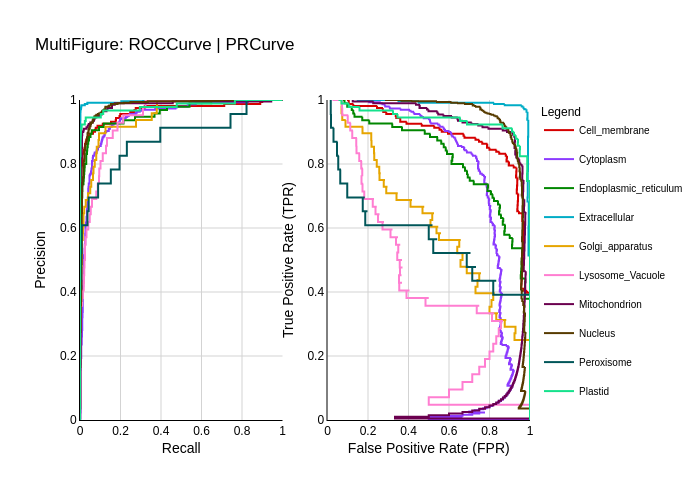 MultiFigure: ROCCurve | PRCurve
Precision
1
0.8
0.6
0.4
0.2
0
0 0.2 0.4 0.6 0.8 1
Recall
True Positive Rate (TPR)
1
0.8
0.6
0.4
0.2
0
0 0.2 0.4 0.6 0.8 1
False Positive Rate (FPR)
Legend
Cell_membrane
Cytoplasm
Endoplasmic_reticulum
Extracellular
Golgi_apparatus
Lysosome_Vacuole
Mitochondrion
Nucleus
Peroxisome
Plastid